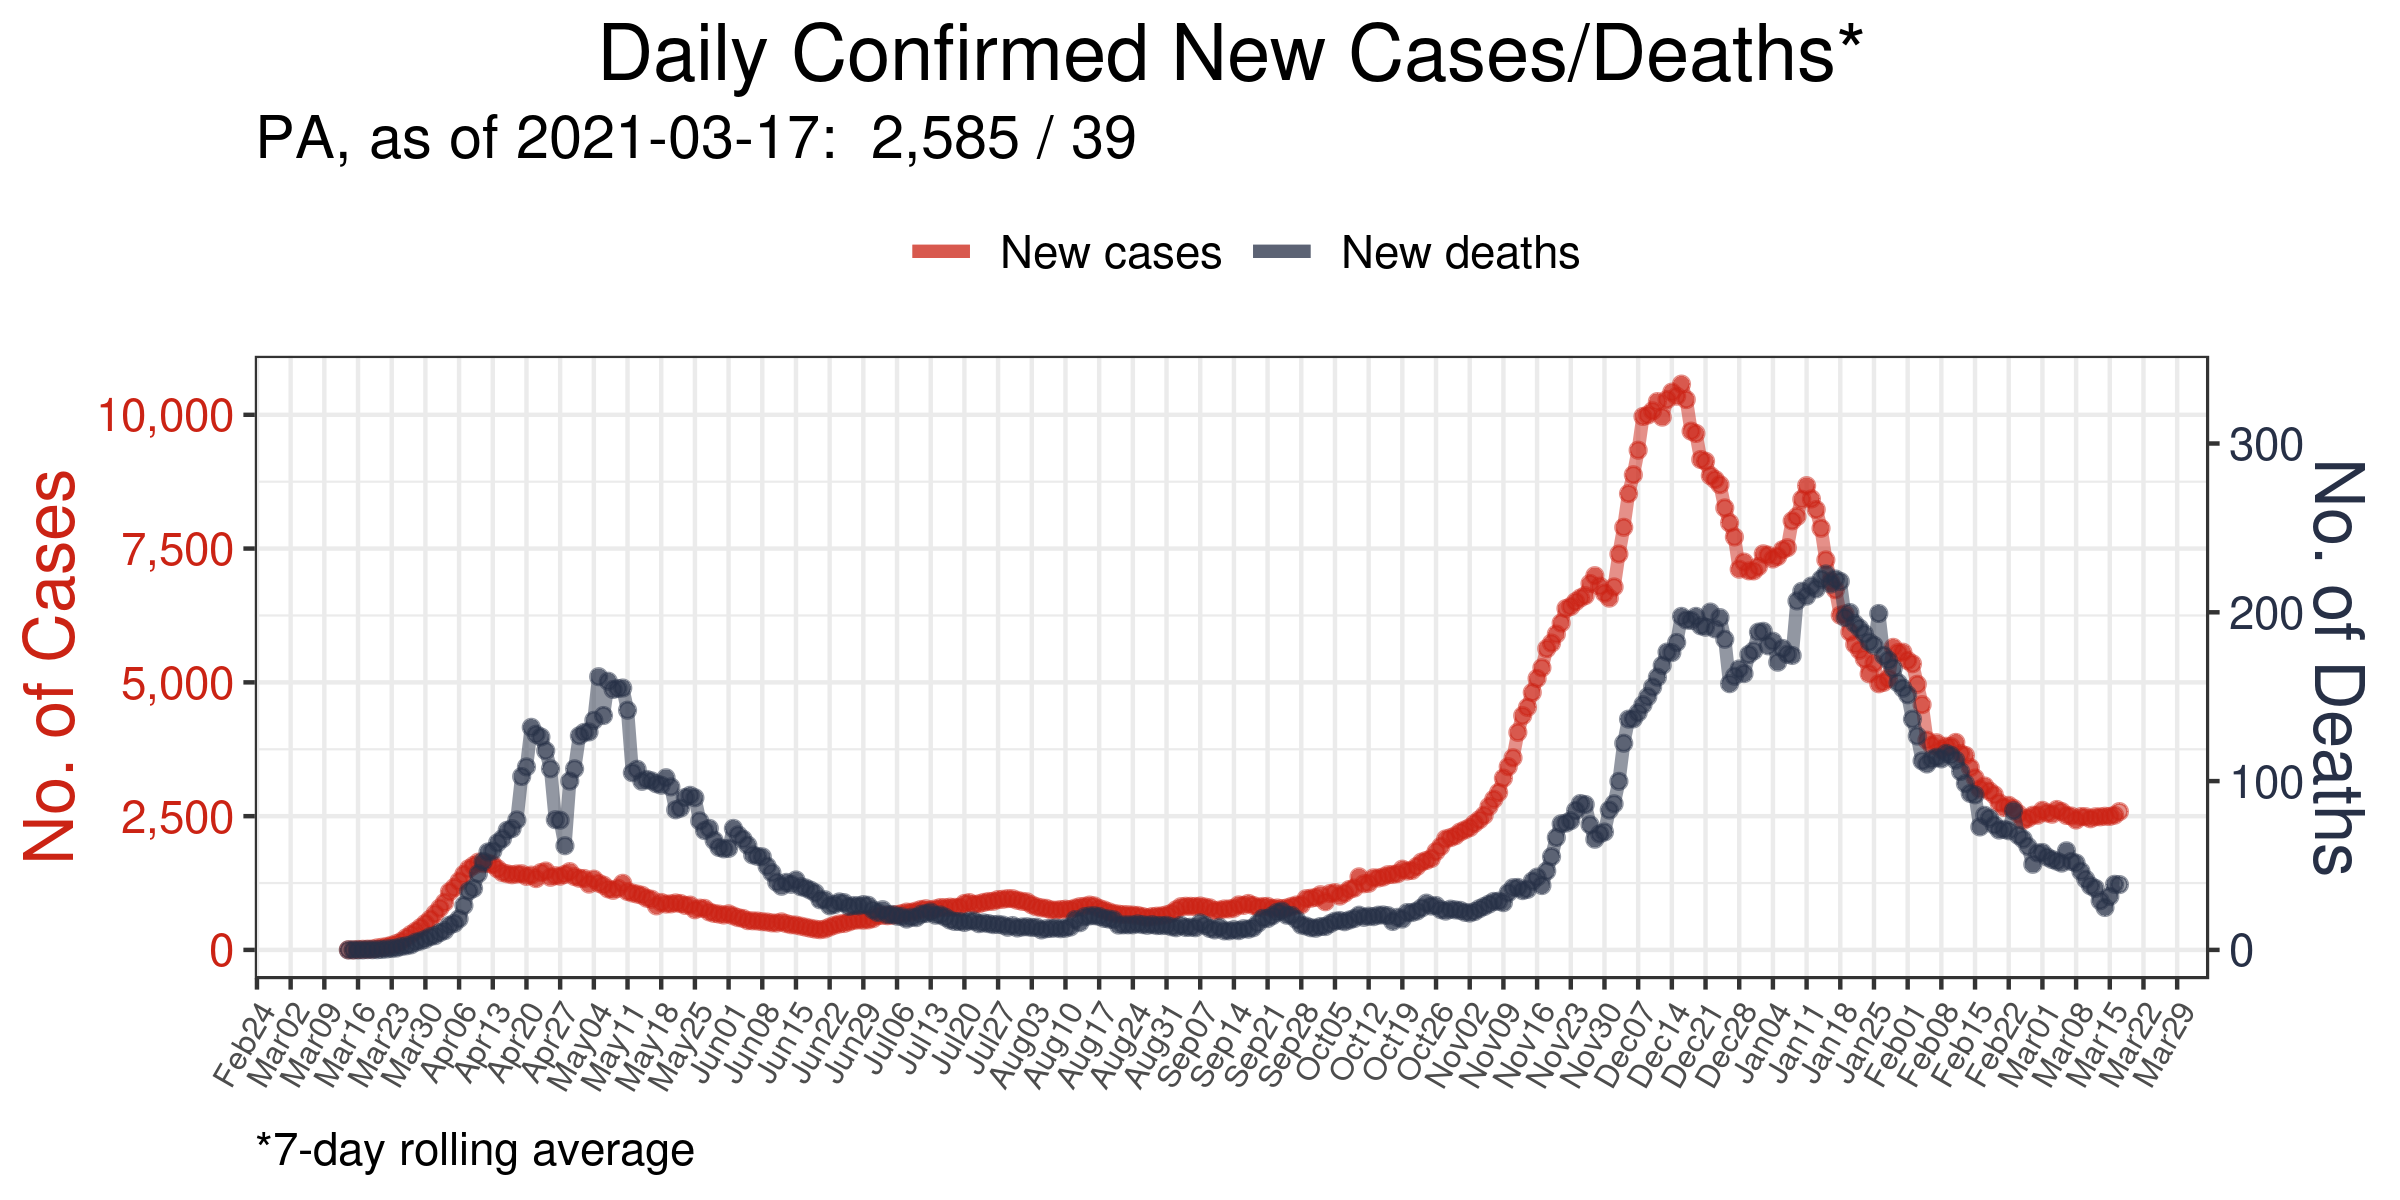 Daily Confirmed New Cases/Deaths*
PA, as of 2021-03-17:  2,585 / 39
New cases
New deaths
No. of Cases
10,000
7,500
5,000
2,500
0
300
200
100
0
No. of Deaths
Feb24
Mar02
Mar09
Mar16
Mar23
Mar30
Apr06
Apr13
Apr20
Apr27
May04
May11
May18
May25
Jun01
Jun08
Jun15
Jun22
Jun29
Jul06
Jul13
Jul20
Jul27
Aug03
Aug10
Aug17
Aug24
Aug31
Sep07
Sep14
Sep21
Sep28
Oct05
Oct12
Oct19
Oct26
Nov02
Nov09
Nov16
Nov23
Nov30
Dec07
Dec14
Dec21
Dec28
Jan04
Jan11
Jan18
Jan25
Feb01
Feb08
Feb15
Feb22
Mar01
Mar08
Mar15
Mar22
Mar29
*7-day rolling average